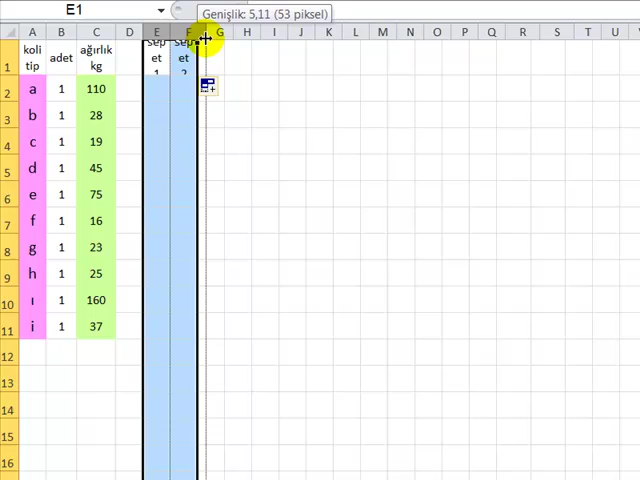 E1
Genişlik: 5,11 (53 piksel)
A B C D E F G H I J K L M N O P Q R S T U V
1 koli tip adet ağırlık kg sepet 1 sepet 2
2 a 1 110
3 b 1 28
4 c 1 19
5 d 1 45
6 e 1 75
7 f 1 16
8 g 1 23
9 h 1 25
10 ı 1 160
11 i 1 37
12
13
14
15
16